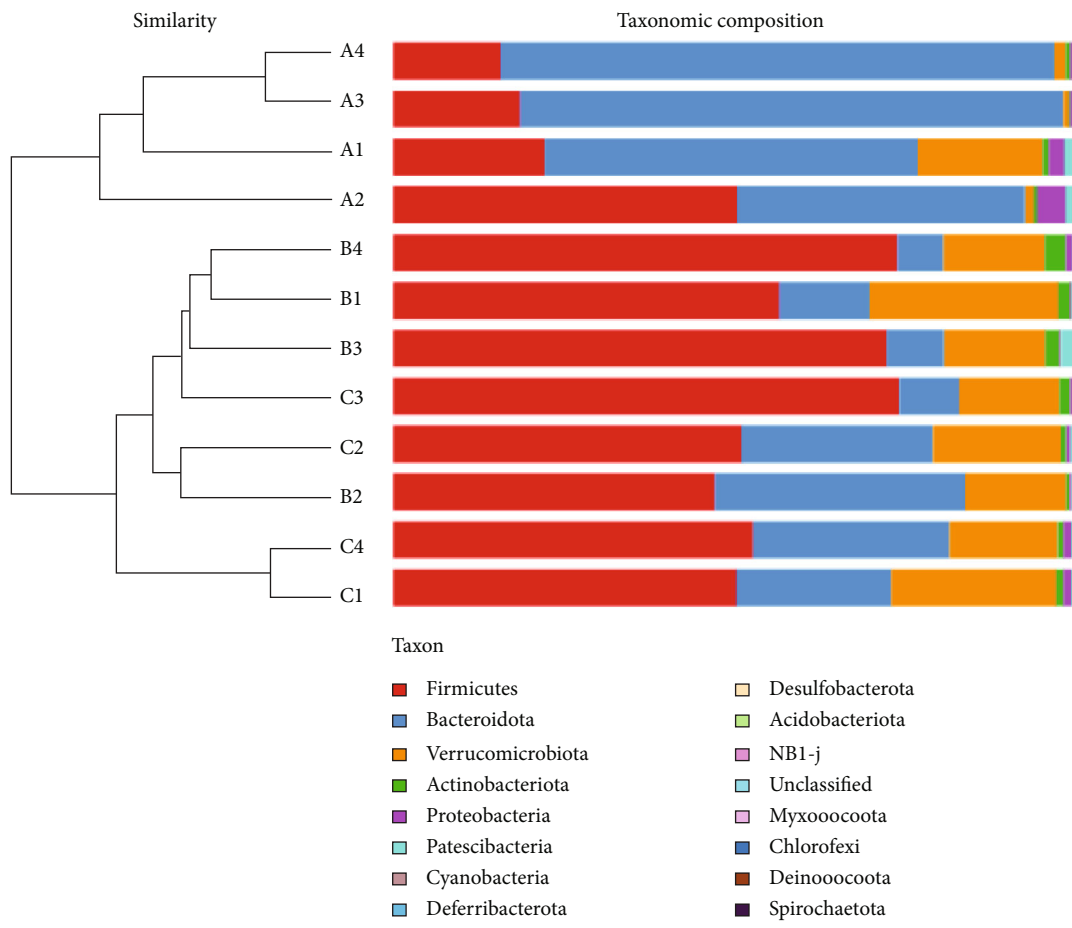 Similarity
Taxonomic composition
A4
A3
A1
A2
B4
B1
B3
C3
C2
B2
C4
C1
Taxon
Firmicutes
Bacteroidota
Verrucomicrobiota
Actinobacteriota
Proteobacteria
Patescibacteria
Cyanobacteria
Deferribacterota
Desulfobacterota
Acidobacteriota
NB1-j
Unclassified
Myxooocoota
Chlorofexi
Deinooocoota
Spirochaetota